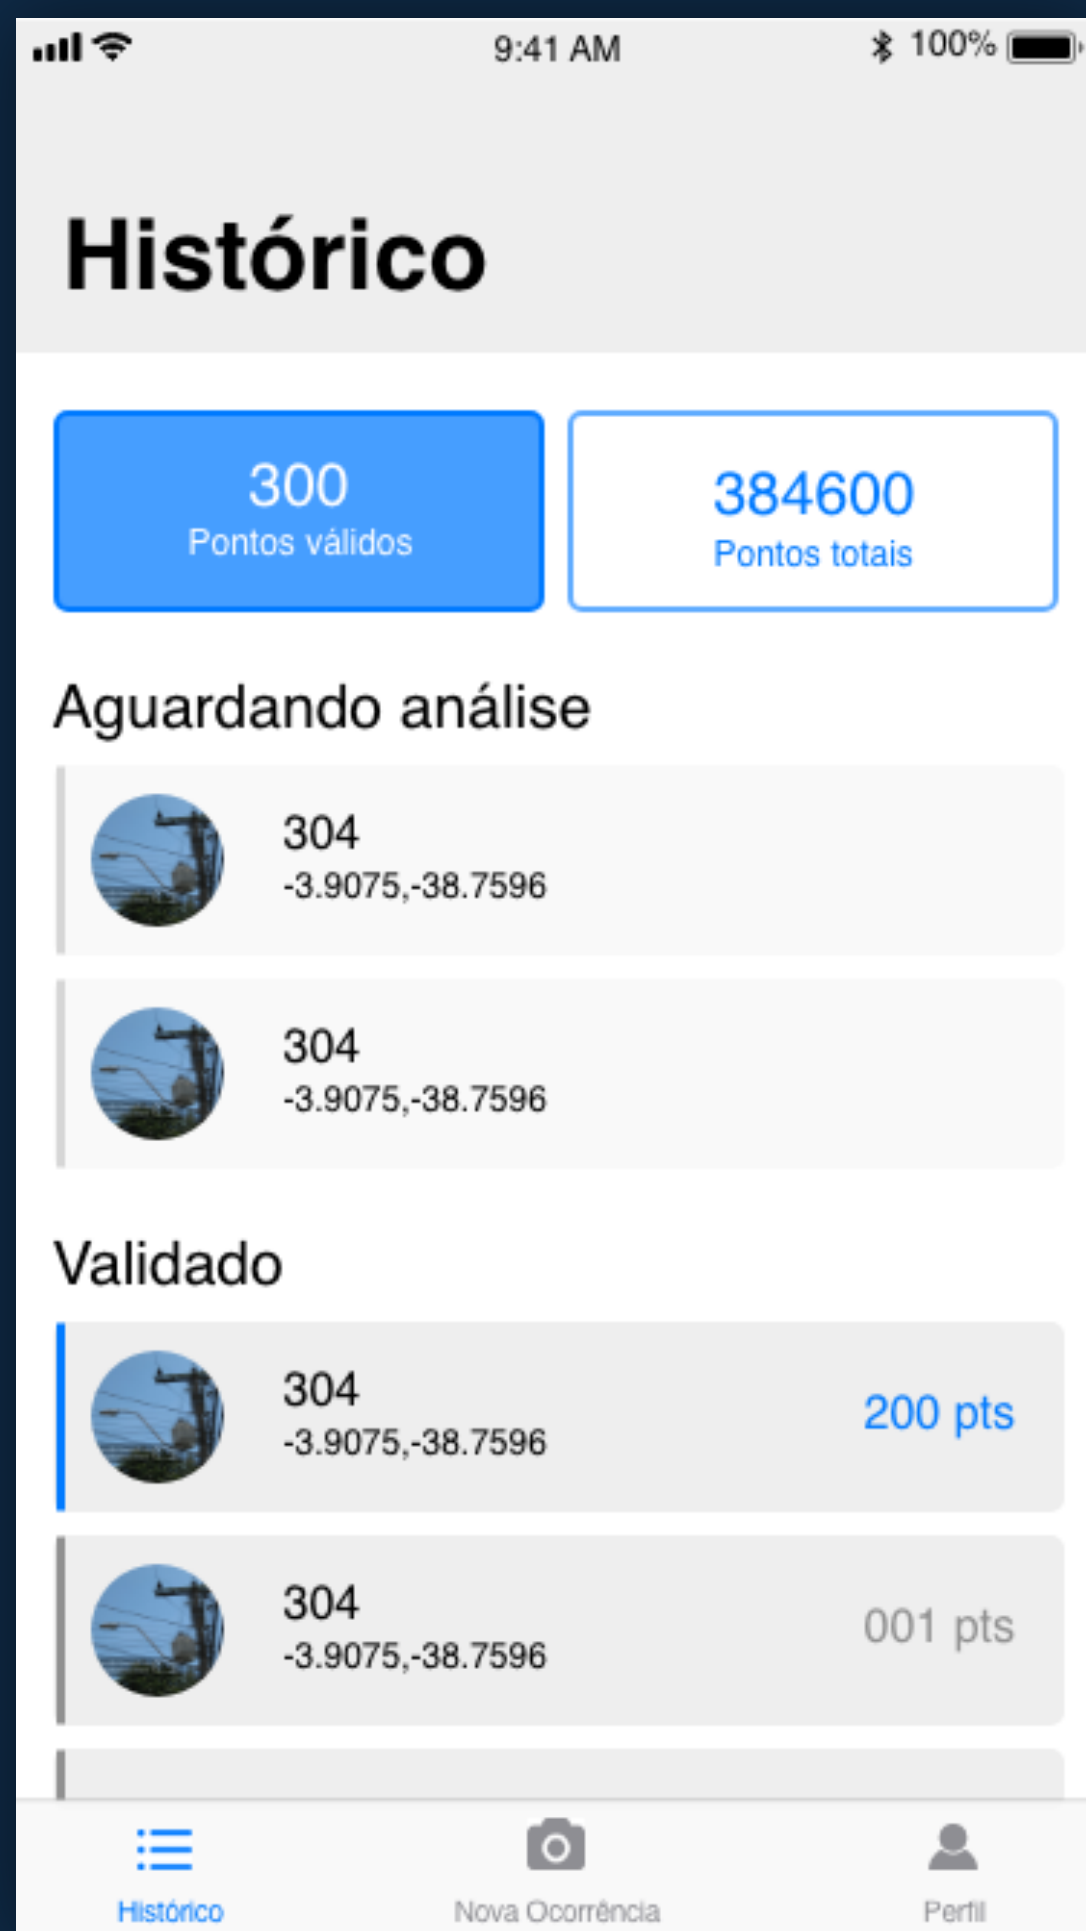 9:41 AM
100%
Histórico
300
Pontos válidos
384600
Pontos totais
Aguardando análise
304
-3.9075,-38.7596
304
-3.9075,-38.7596
Validado
304
-3.9075,-38.7596
200 pts
304
-3.9075,-38.7596
001 pts
Histórico
Nova Ocorrência
Perfil